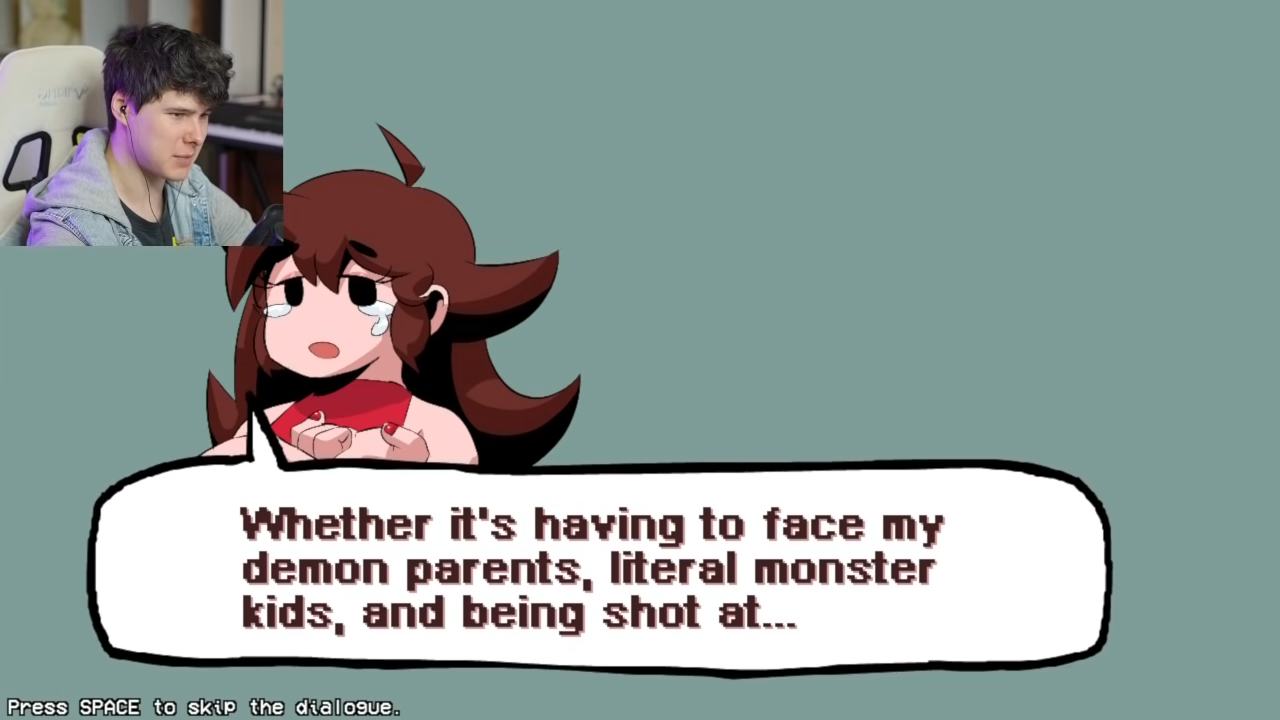 Whether it's having to face my
demon parents, literal monster
kids, and being shot at...
Press SPACE to skip the dialogue.